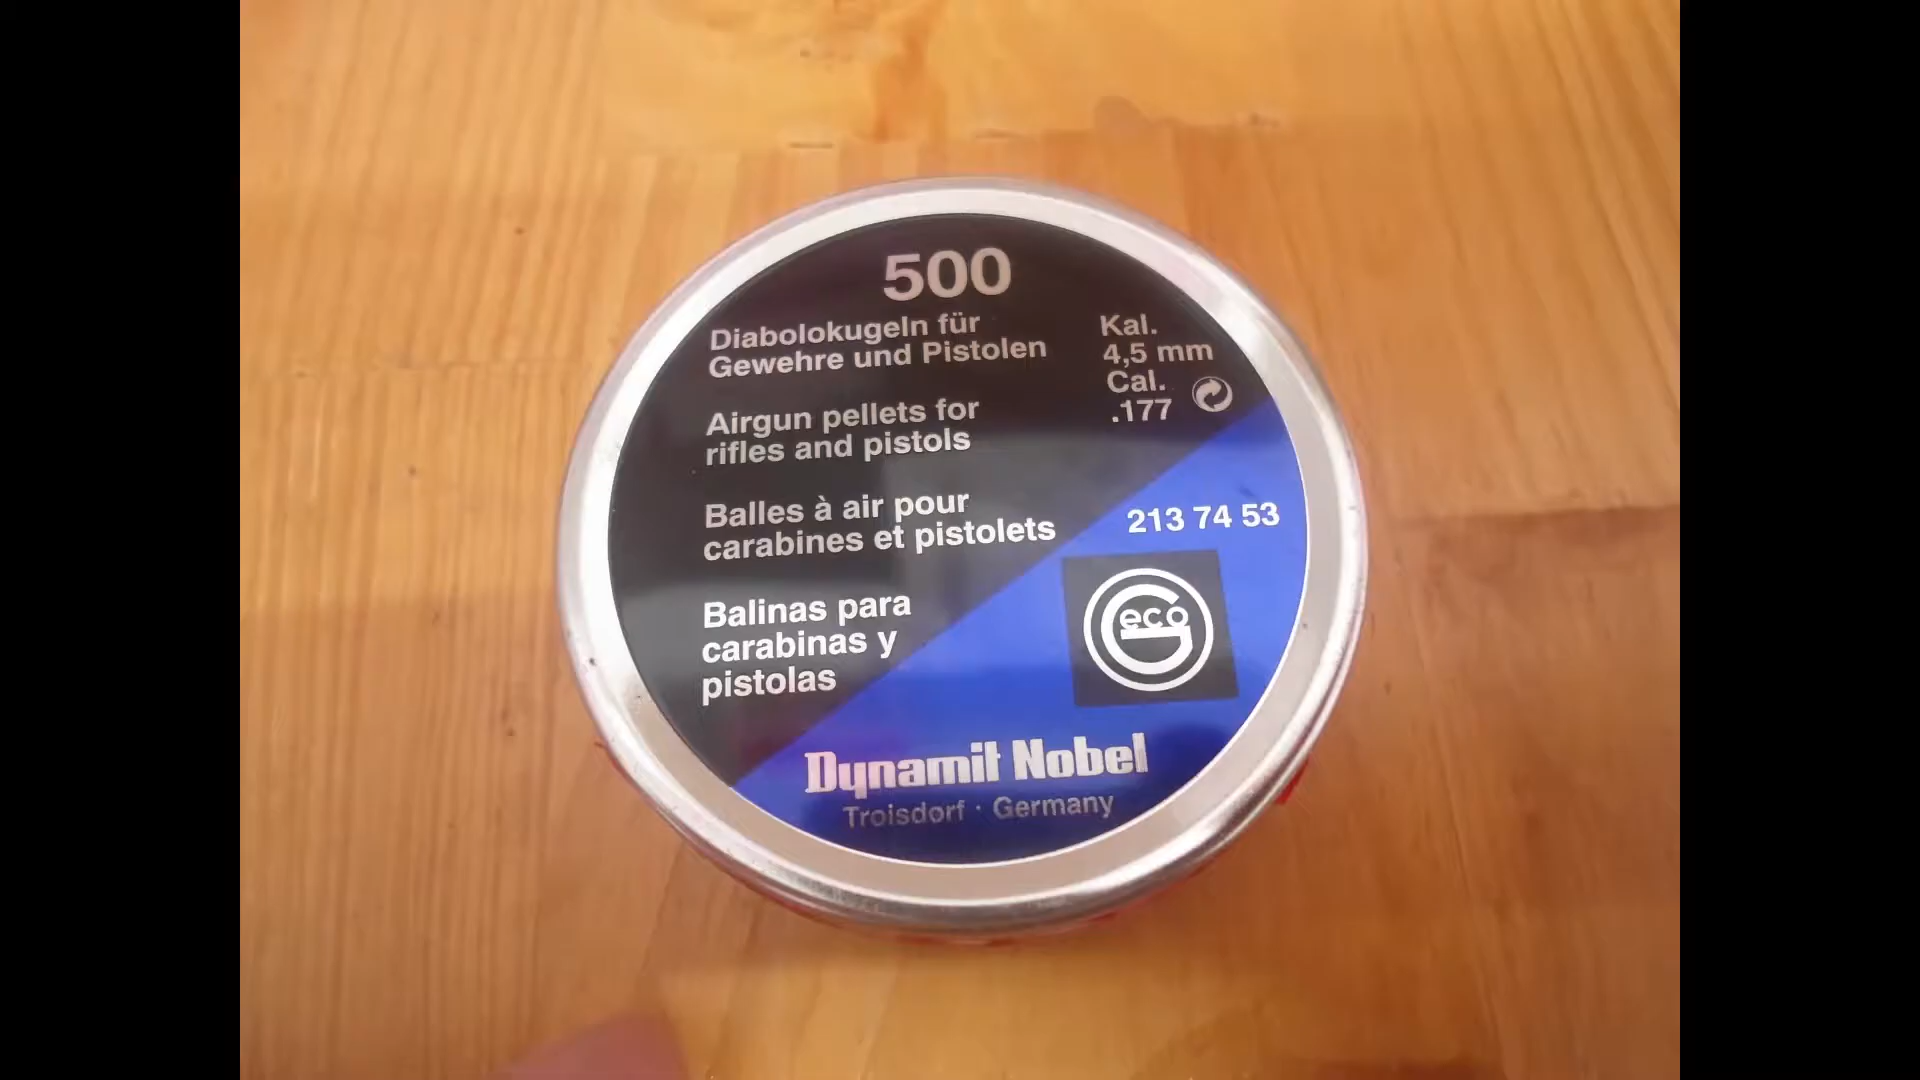 500
Diabolokugeln für
Gewehre und Pistolen
Kal.
4,5 mm
Cal.
.177
Airgun pellets for
rifles and pistols
Balles à air pour
carabines et pistolets
213 74 53
Balinas para
carabinas y
pistolas
Geco
Dynamit Nobel
Troisdorf · Germany